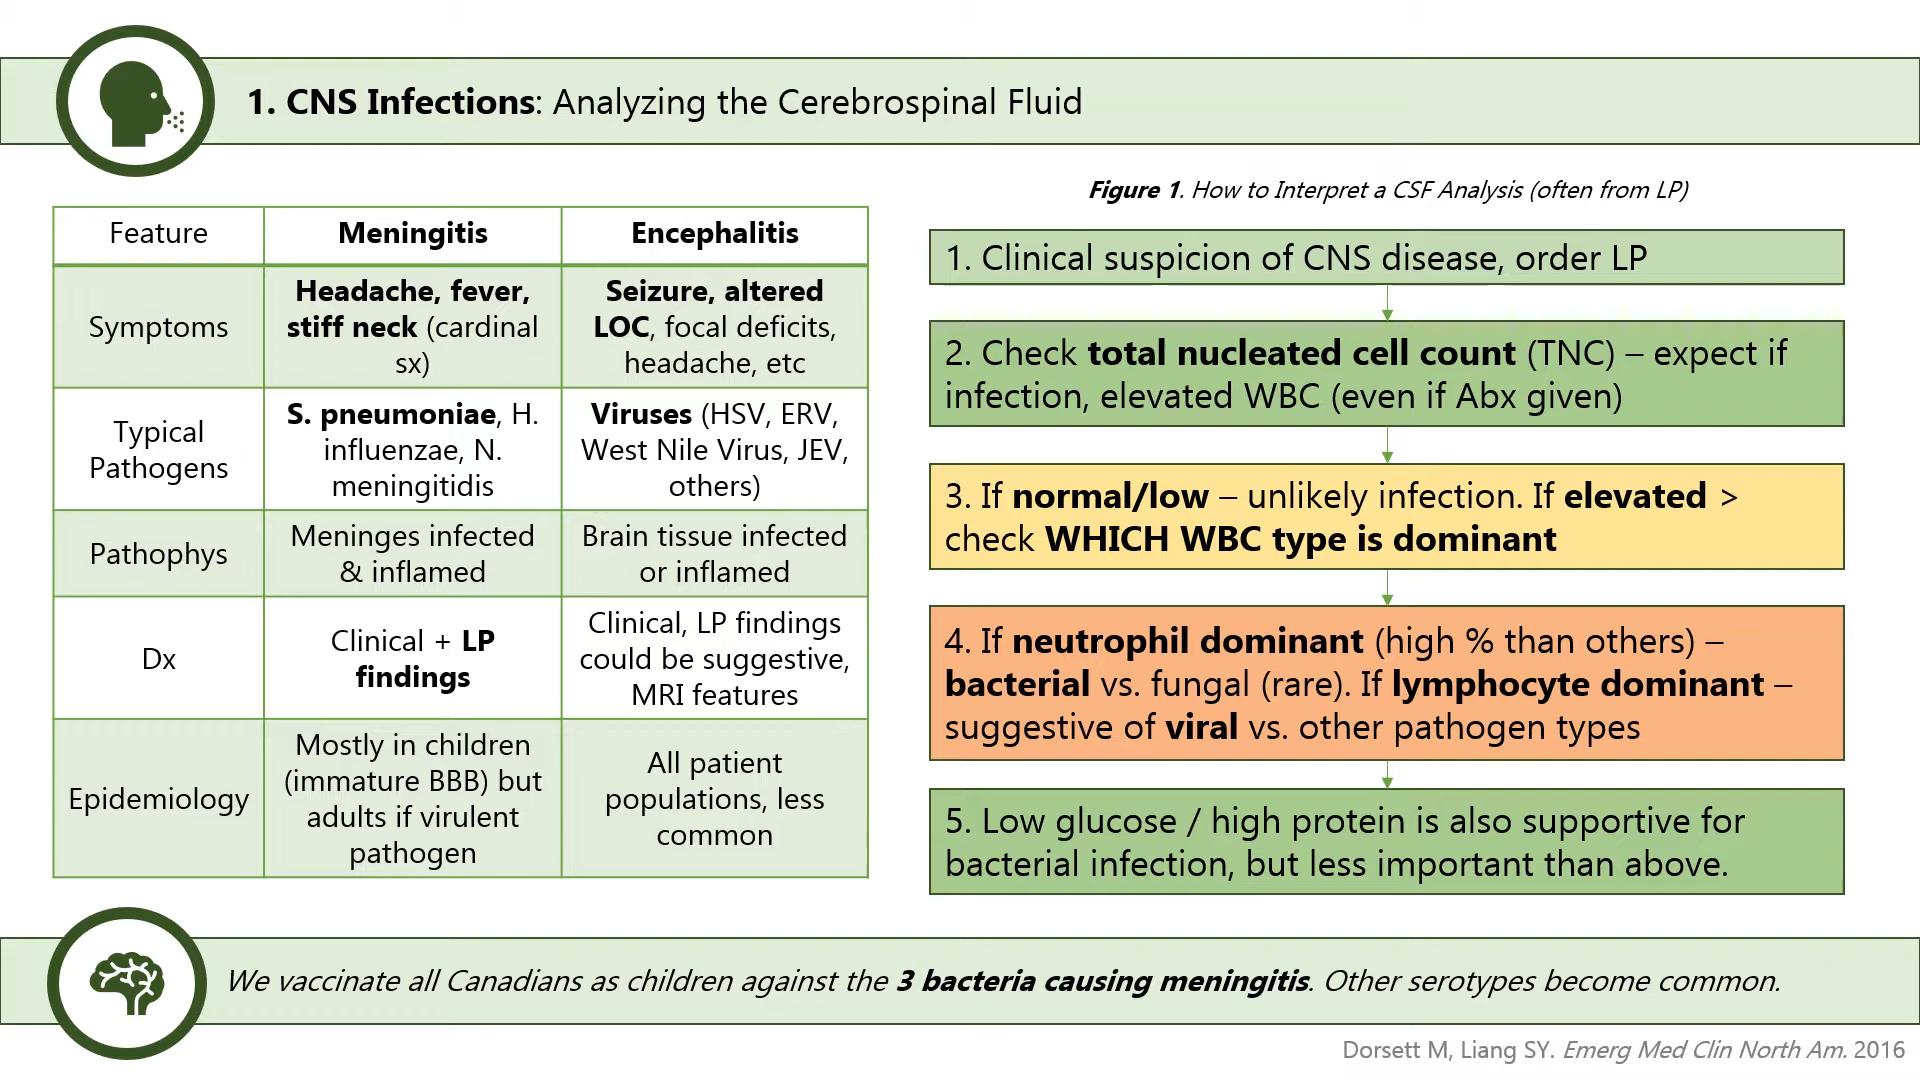 1. CNS Infections: Analyzing the Cerebrospinal Fluid
Feature
Meningitis
Encephalitis
Symptoms
Headache, fever,
stiff neck (cardinal
sx)
Seizure, altered
LOC, focal deficits,
headache, etc
Typical
Pathogens
S. pneumoniae, H.
influenzae, N.
meningitidis
Viruses (HSV, ERV,
West Nile Virus, JEV,
others)
Pathophys
Meninges infected
& inflamed
Brain tissue infected
or inflamed
Dx
Clinical + LP
findings
Clinical, LP findings
could be suggestive,
MRI features
Epidemiology
Mostly in children
(immature BBB) but
adults if virulent
pathogen
All patient
populations, less
common
Figure 1. How to Interpret a CSF Analysis (often from LP)
1. Clinical suspicion of CNS disease, order LP
2. Check total nucleated cell count (TNC) – expect if
infection, elevated WBC (even if Abx given)
3. If normal/low – unlikely infection. If elevated >
check WHICH WBC type is dominant
4. If neutrophil dominant (high % than others) –
bacterial vs. fungal (rare). If lymphocyte dominant –
suggestive of viral vs. other pathogen types
5. Low glucose / high protein is also supportive for
bacterial infection, but less important than above.
We vaccinate all Canadians as children against the 3 bacteria causing meningitis. Other serotypes become common.
Dorsett M, Liang SY. Emerg Med Clin North Am. 2016